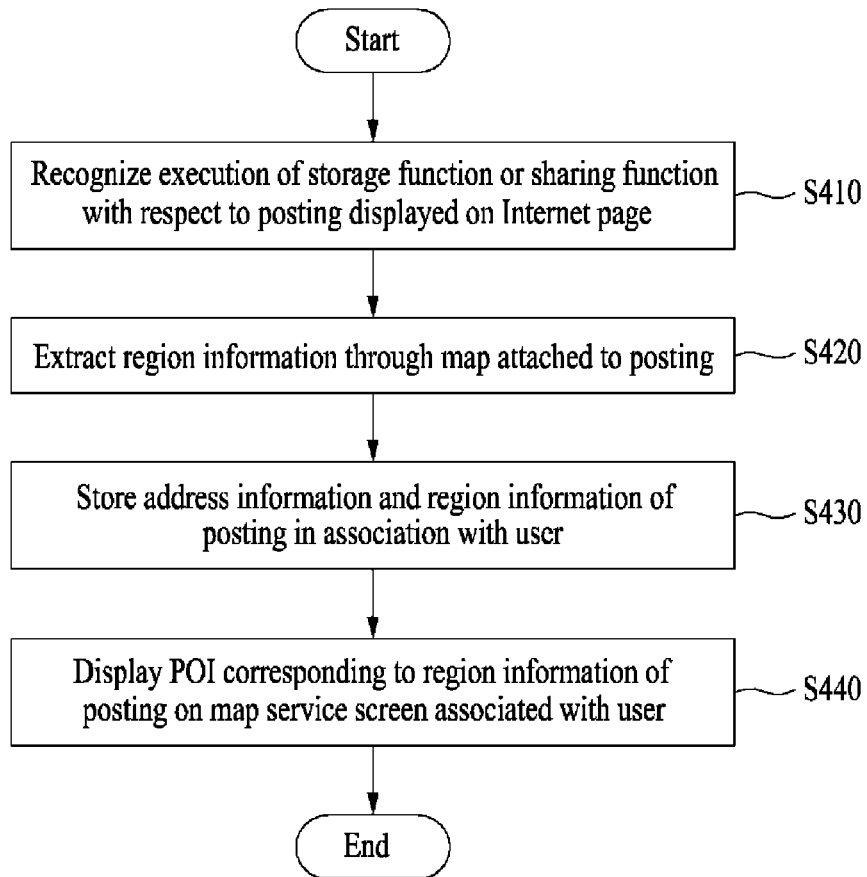 Start
Recognize execution of storage function or sharing function
with respect to posting displayed on Internet page
S410
Extract region information through map attached to posting
S420
Store address information and region information of
posting in association with user
S430
Display POI corresponding to region information of
posting on map service screen associated with user
S440
End